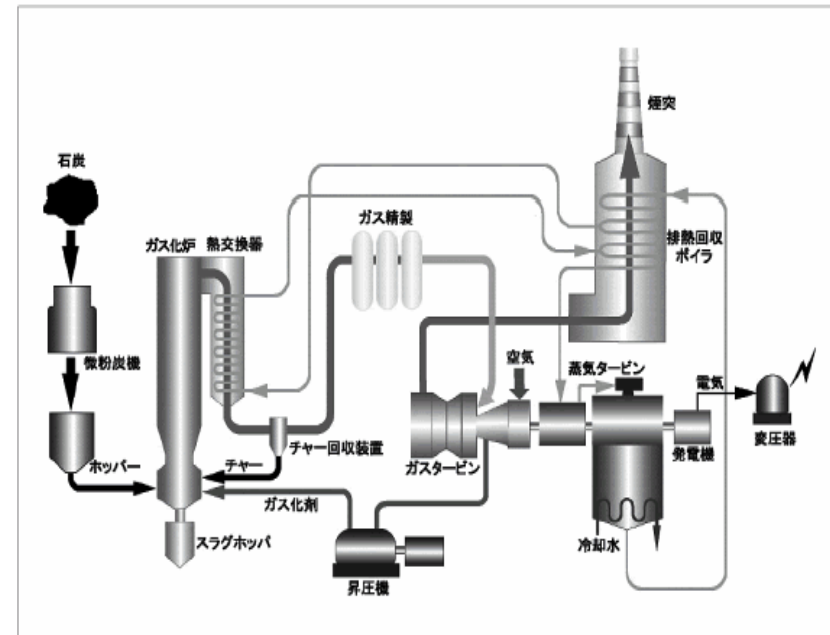 煙突
石炭
ガス精製
ガス化炉
熱交換器
排熱回収
ボイラ
空気
蒸気タービン
微粉炭機
電気
変圧器
チャー回収装置
発電機
ガスタービン
ホッパー
チャー
ガス化剤
冷却水
スラグホッパ
昇圧機